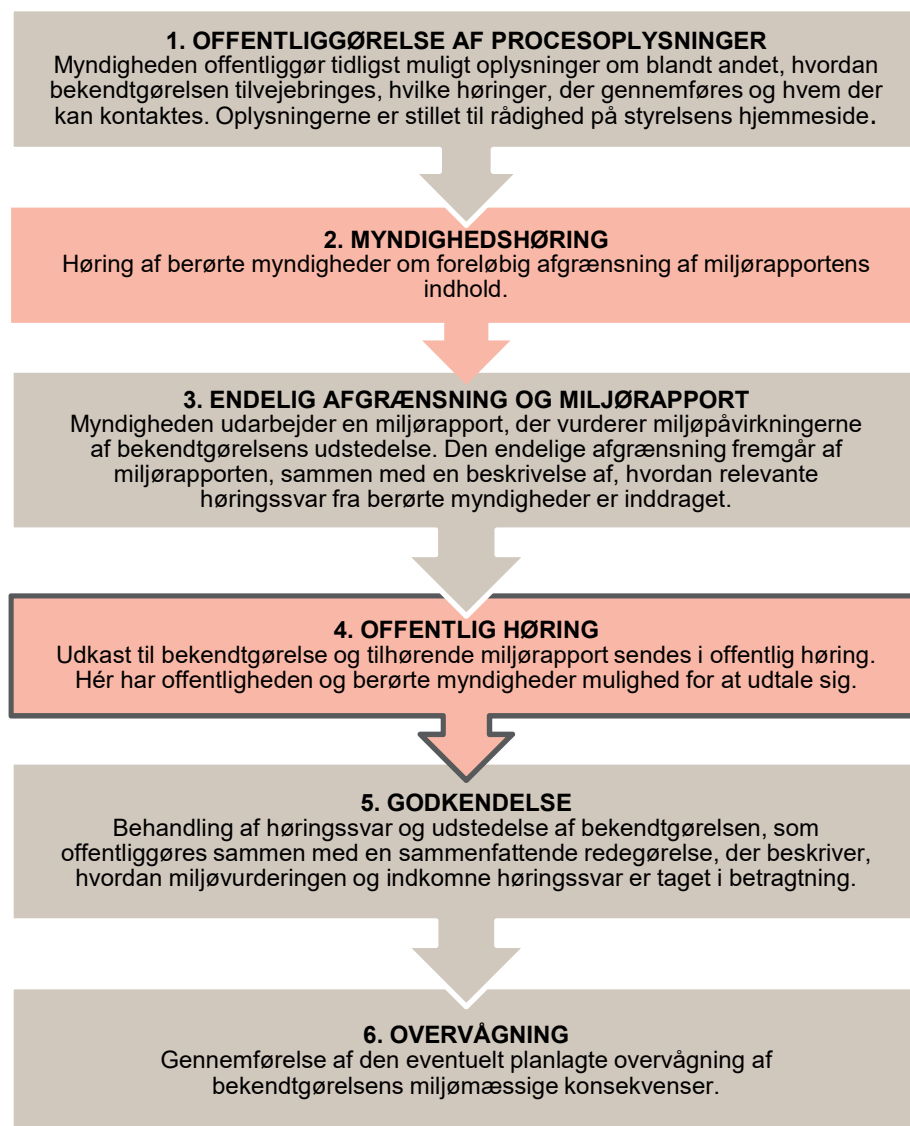 1. OFFENTLIGGØRELSE AF PROCESOPLYSNINGER
Myndigheden offentliggør tidligst muligt oplysninger om blandt andet, hvordan
bekendtgørelsen tilvejebringes, hvilke høringer, der gennemføres og hvem der
kan kontaktes. Oplysningerne er stillet til rådighed på styrelsens hjemmeside.
2. MYNDIGHEDSHØRING
Høring af berørte myndigheder om foreløbig afgrænsning af miljørapportens
indhold.
3. ENDELIG AFGRÆNSNING OG MILJØRAPPORT
Myndigheden udarbejder en miljørapport, der vurderer miljøpåvirkningerne
af bekendtgørelsens udstedelse. Den endelige afgrænsning fremgår af
miljørapporten, sammen med en beskrivelse af, hvordan relevante
høringssvar fra berørte myndigheder er inddraget.
4. OFFENTLIG HØRING
Udkast til bekendtgørelse og tilhørende miljørapport sendes i offentlig høring.
Hér har offentligheden og berørte myndigheder mulighed for at udtale sig.
5. GODKENDELSE
Behandling af høringssvar og udstedelse af bekendtgørelsen, som
offentliggøres sammen med en sammenfattende redegørelse, der beskriver,
hvordan miljøvurderingen og indkomne høringssvar er taget i betragtning.
6. OVERVÅGNING
Gennemførelse af den eventuelt planlagte overvågning af
bekendtgørelsens miljømæssige konsekvenser.